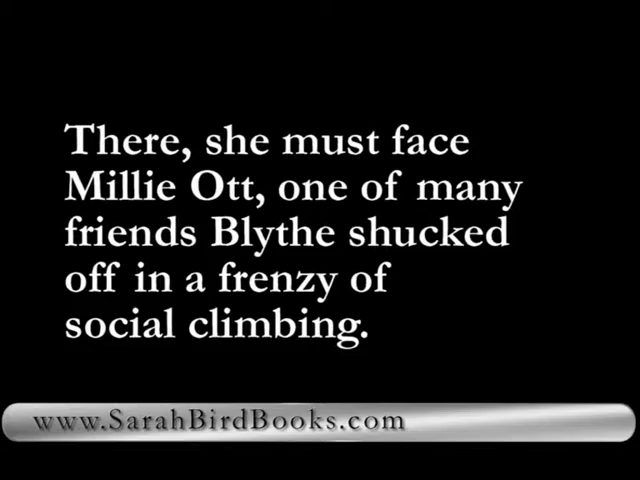 There, she must face
Millie Ott, one of many
friends Blythe shucked
off in a frenzy of
social climbing.
www.SarahBirdBooks.com